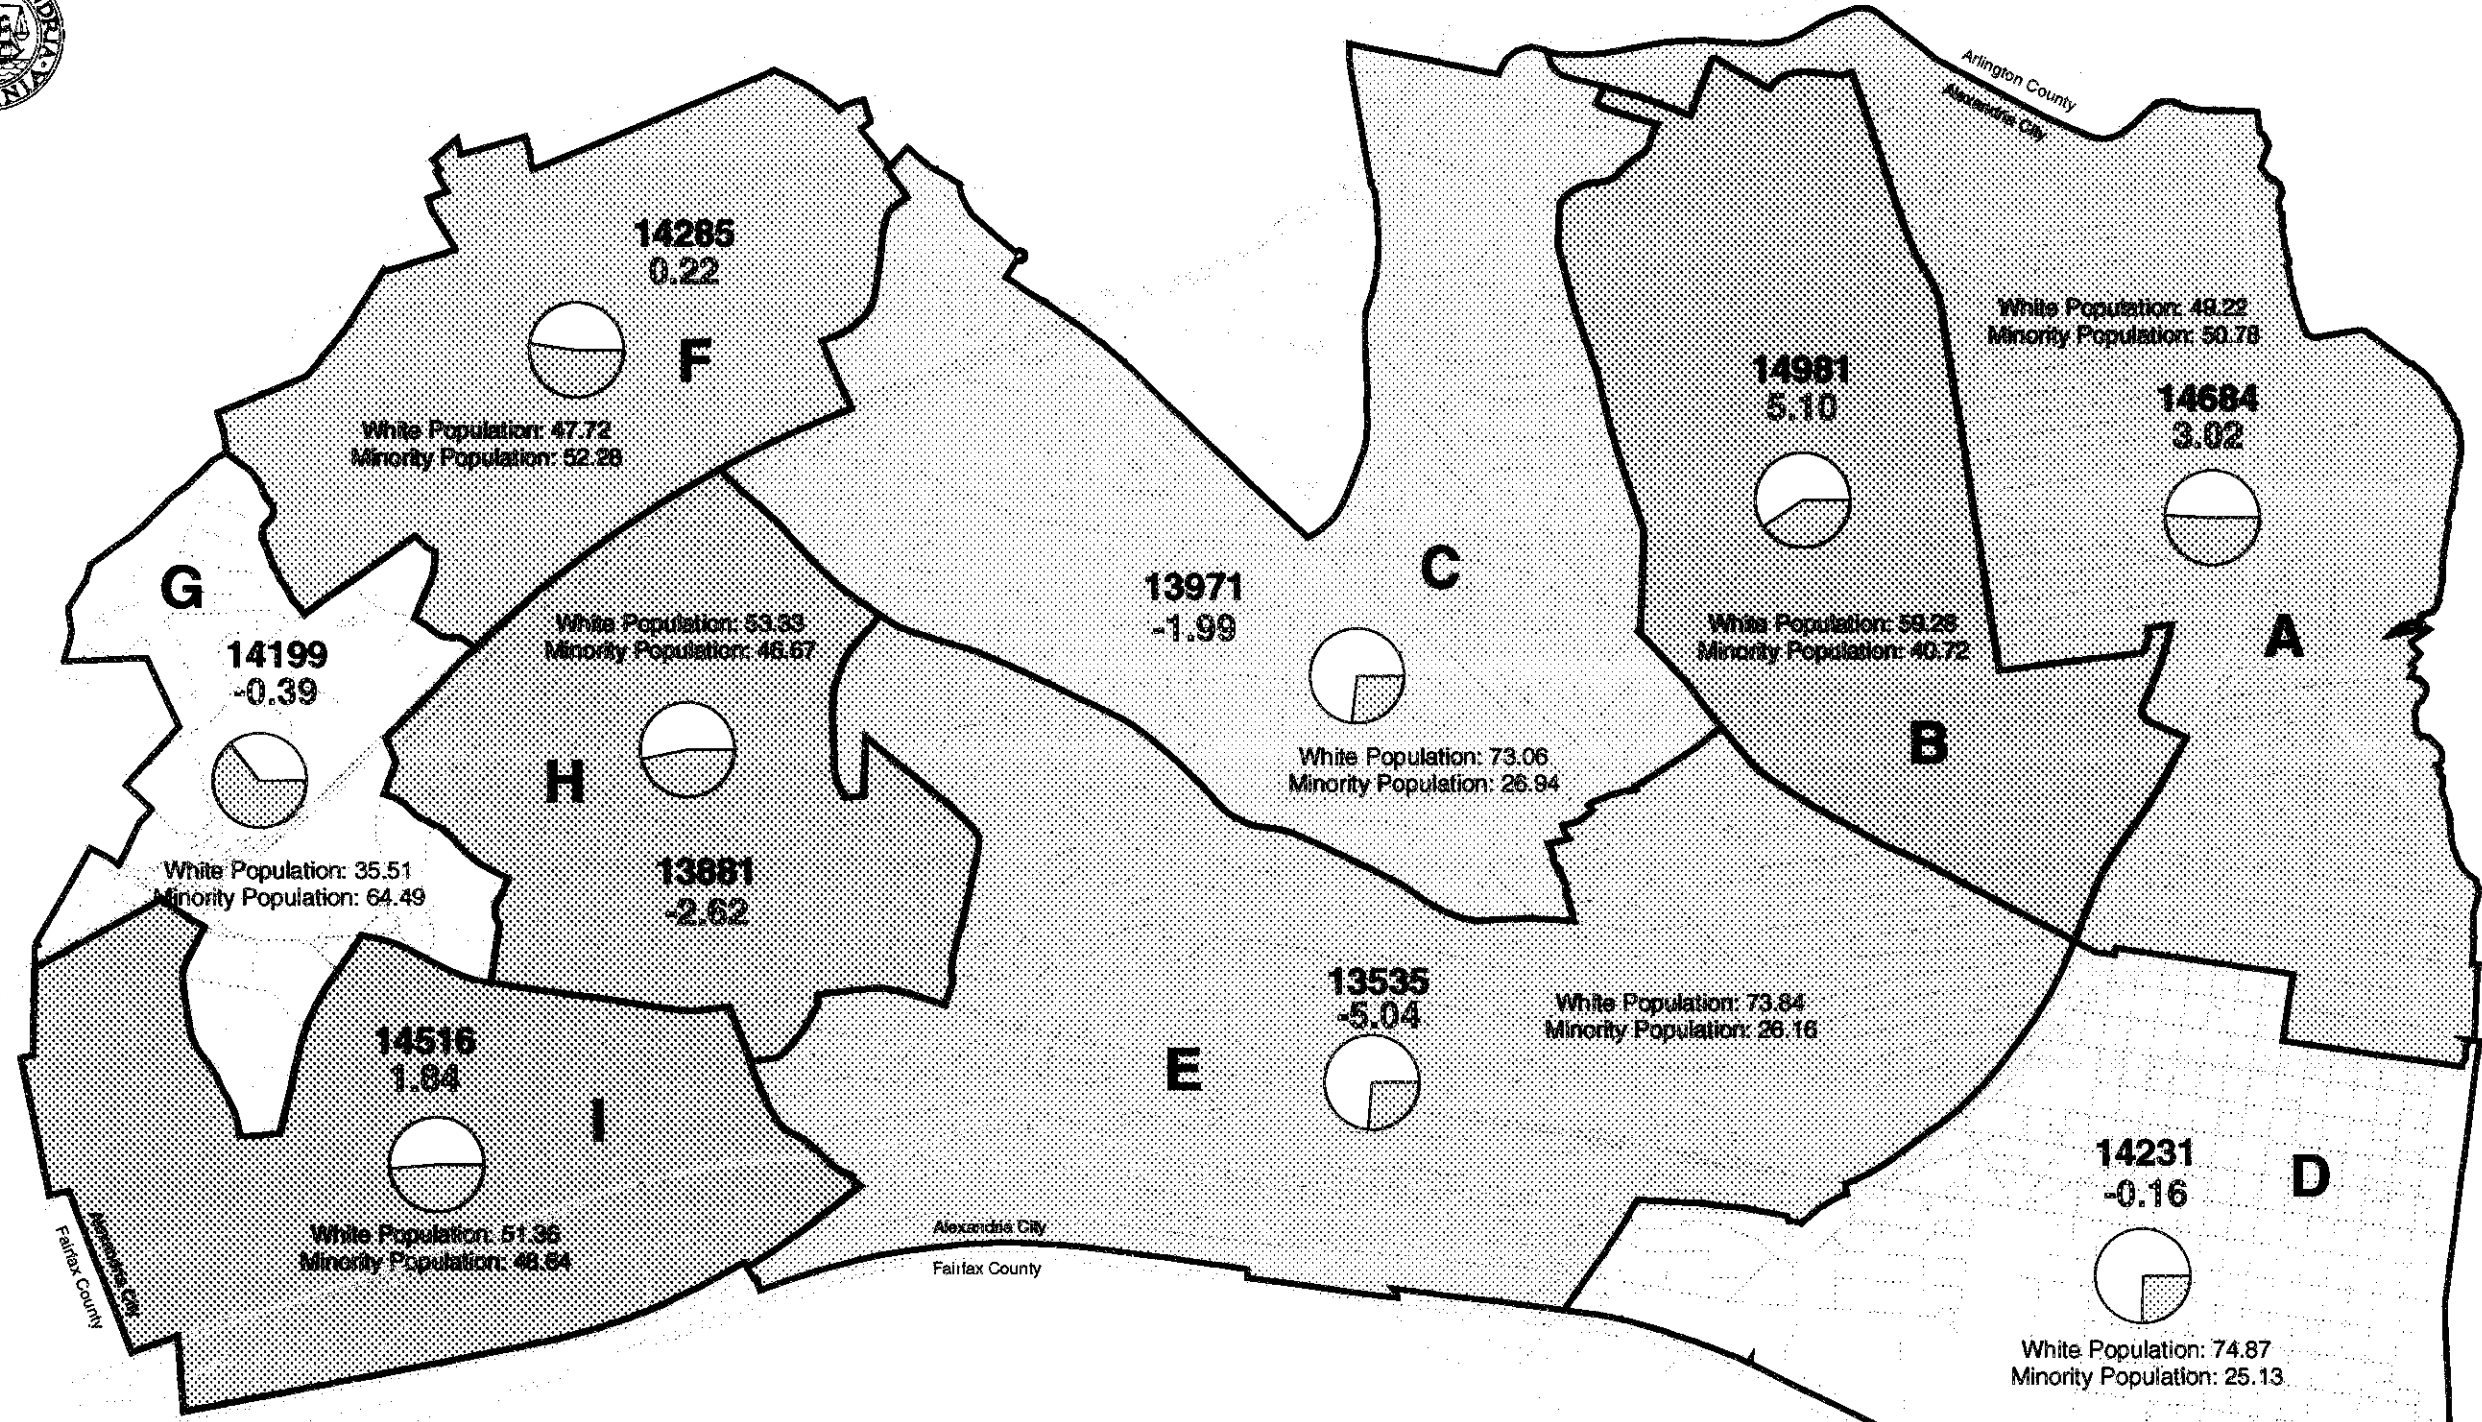 Arlington County
Alexandria City
14285
0.22
F
White Population: 47.72
Minority Population: 52.28
White Population: 49.22
Minority Population: 50.78
14684
3.02
A
14981
5.10
White Population: 59.28
Minority Population: 40.72
B
C
13971
-1.99
White Population: 73.06
Minority Population: 26.94
G
14199
-0.39
White Population: 35.51
Minority Population: 64.49
White Population: 53.33
Minority Population: 46.67
H
13881
-2.62
13535
-5.04
White Population: 73.84
Minority Population: 26.16
E
14516
1.84
I
White Population: 51.36
Minority Population: 48.64
14231
-0.16
D
White Population: 74.87
Minority Population: 25.13
Alexandria City
Fairfax County
Alexandria City
Fairfax County